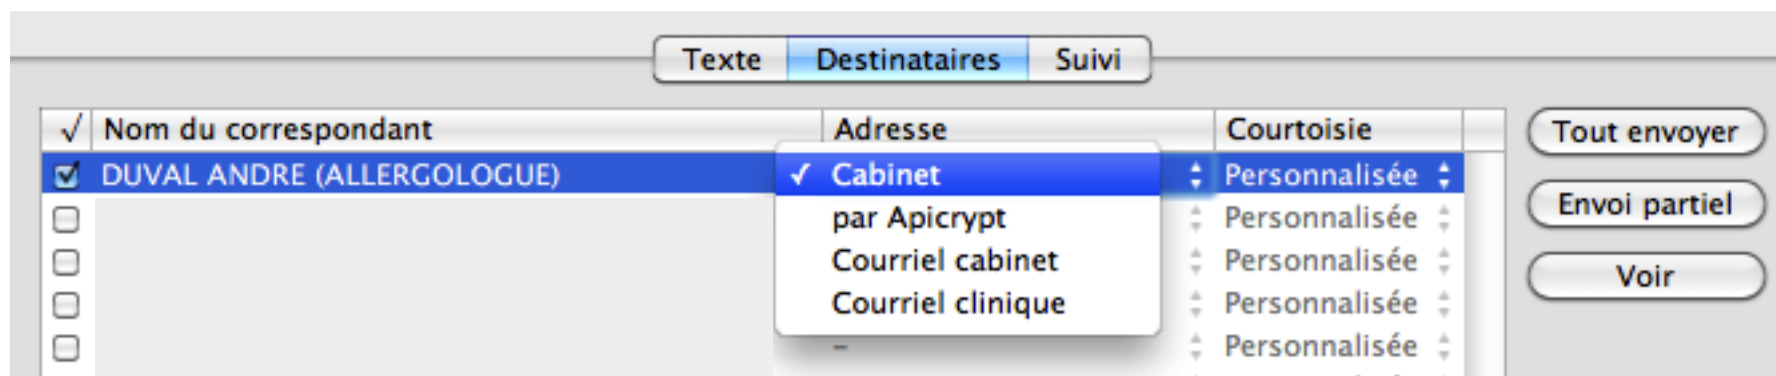 Texte Destinataires Suivi
√ Nom du correspondant Adresse Courtoisie Tout envoyer
DUVAL ANDRE (ALLERGOLOGUE) ✓ Cabinet Personnalisée
par Apicrypt Personnalisée Envoi partiel
Courriel cabinet Personnalisée Voir
Courriel clinique Personnalisée
– Personnalisée